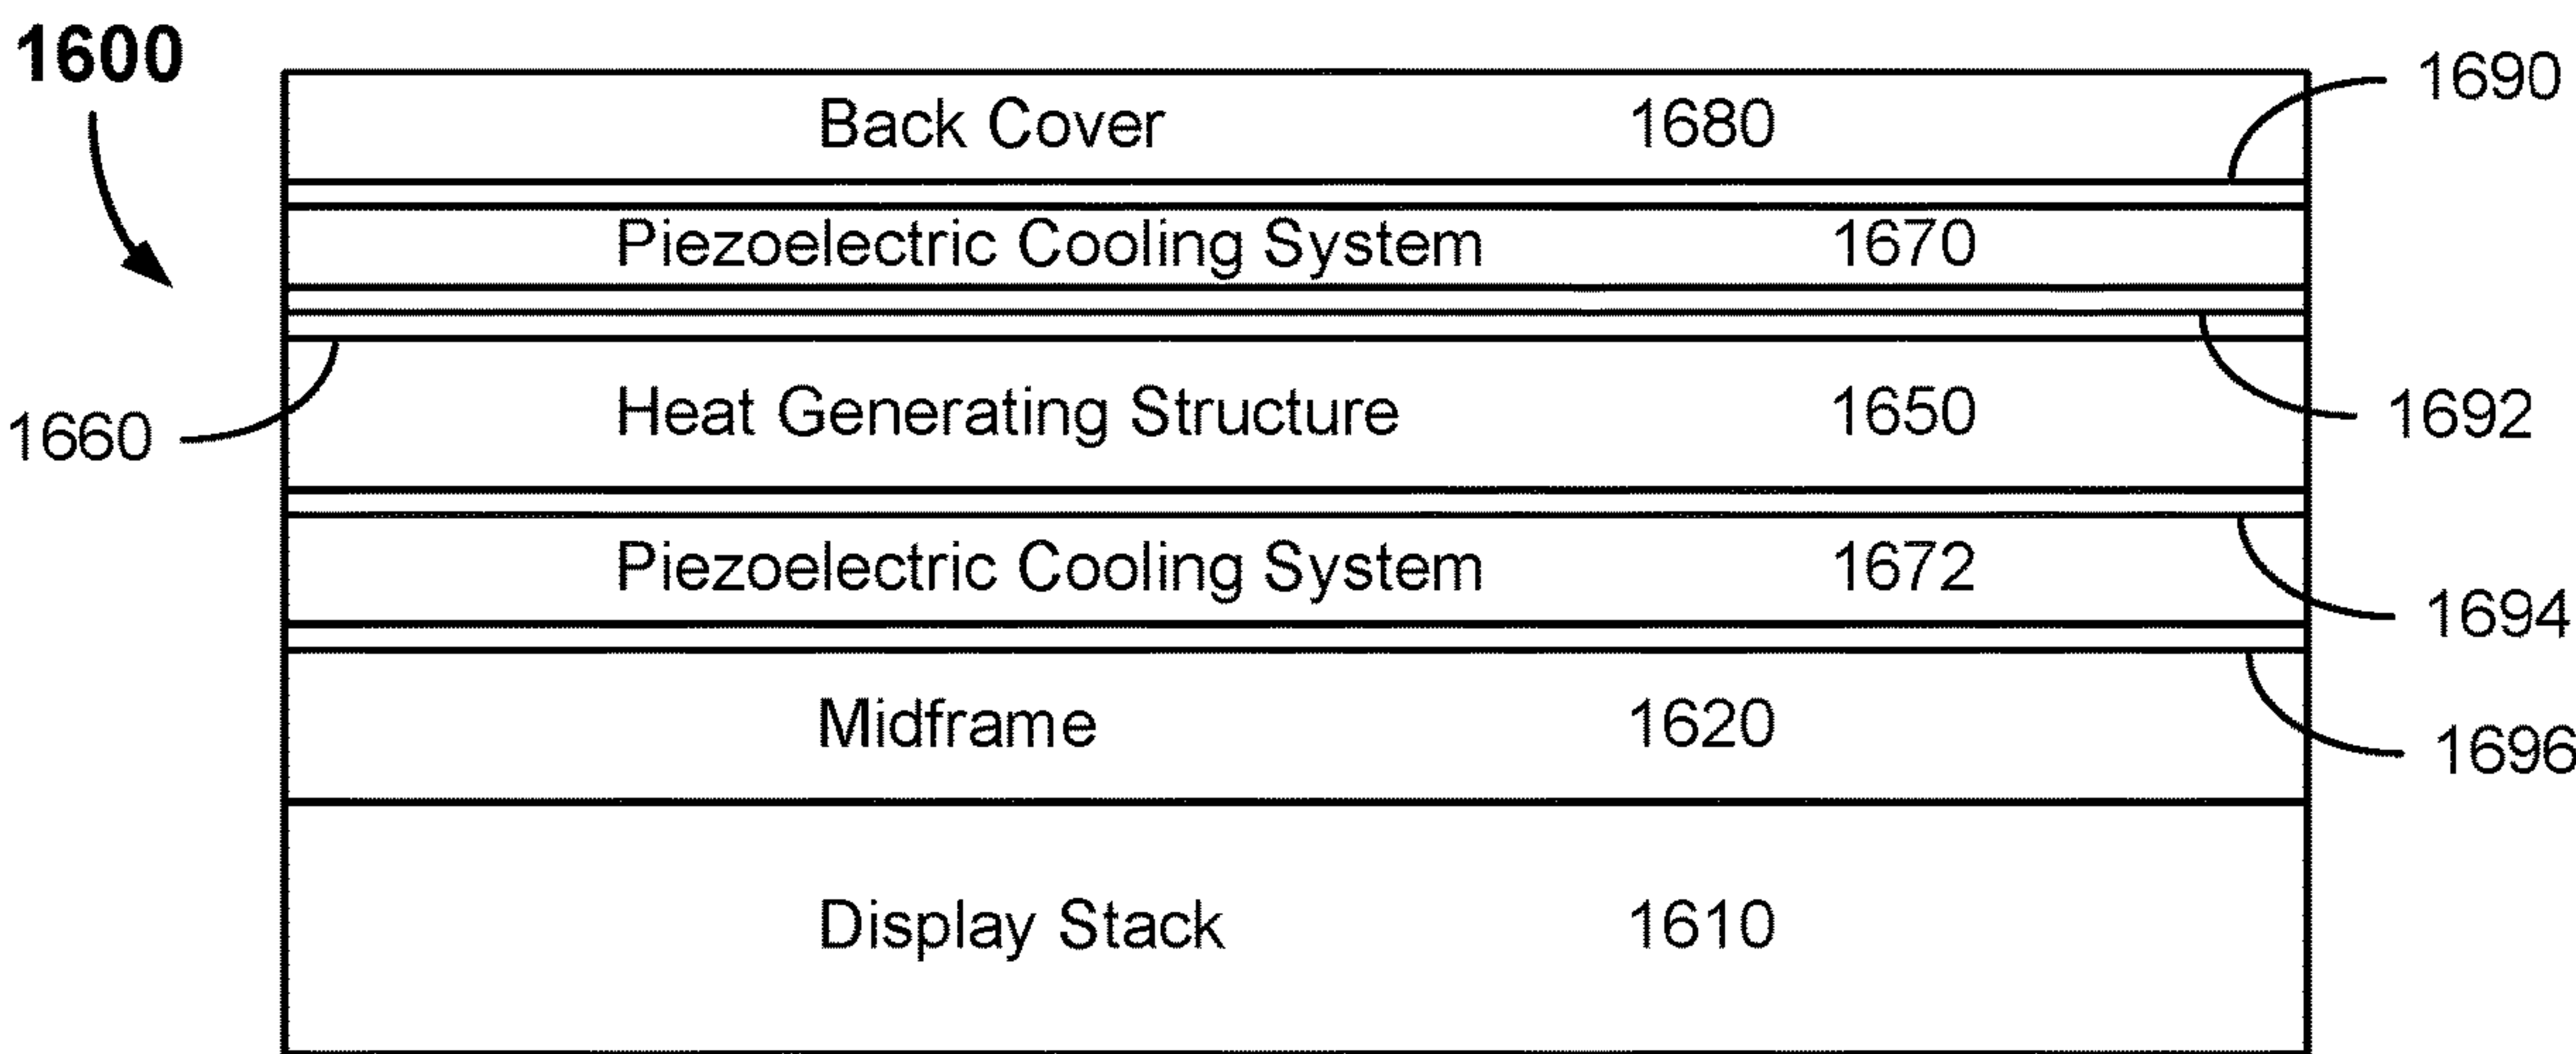 1600
1690
Back Cover 1680
Piezoelectric Cooling System 1670
1660
Heat Generating Structure 1650
1692
Piezoelectric Cooling System 1672
1694
Midframe 1620
1696
Display Stack 1610